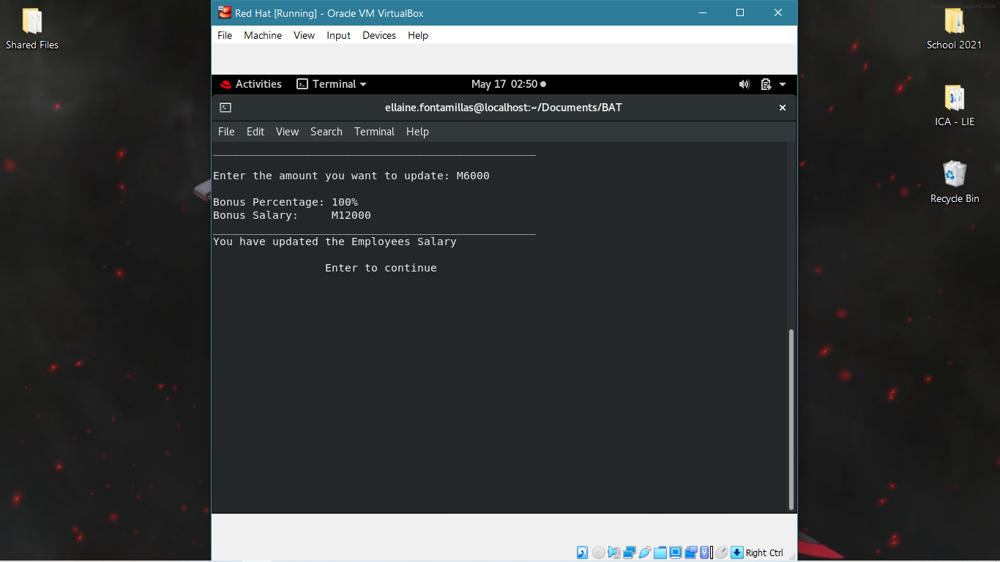 Shared Files
Red Hat [Running] - Oracle VM VirtualBox
File Machine View Input Devices Help
Activities Terminal May 17 02:50
ellaine.fontamillas@localhost:~/Documents/BAT
File Edit View Search Terminal Help
Enter the amount you want to update: M6000
Bonus Percentage: 100%
Bonus Salary: M12000
You have updated the Employees Salary
Enter to continue
Right Ctrl
School 2021
ICA - LIE
Recycle Bin